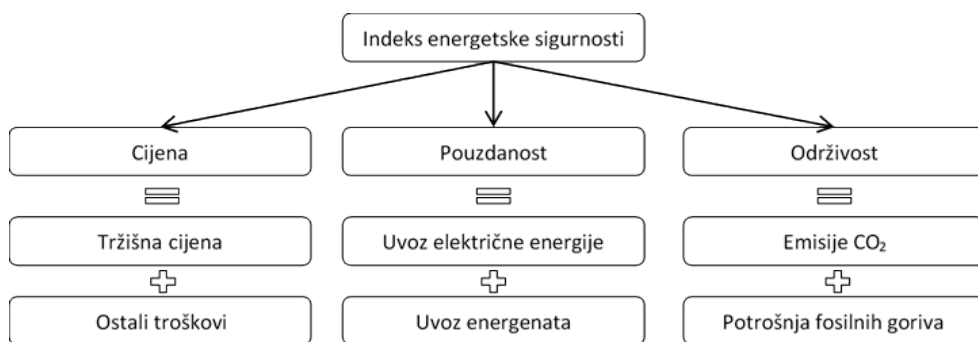 Indeks energetske sigurnosti
Cijena
Pouzdanost
Održivost
Tržišna cijena
Uvoz električne energije
Emisije CO₂
Ostali troškovi
Uvoz energenata
Potrošnja fosilnih goriva